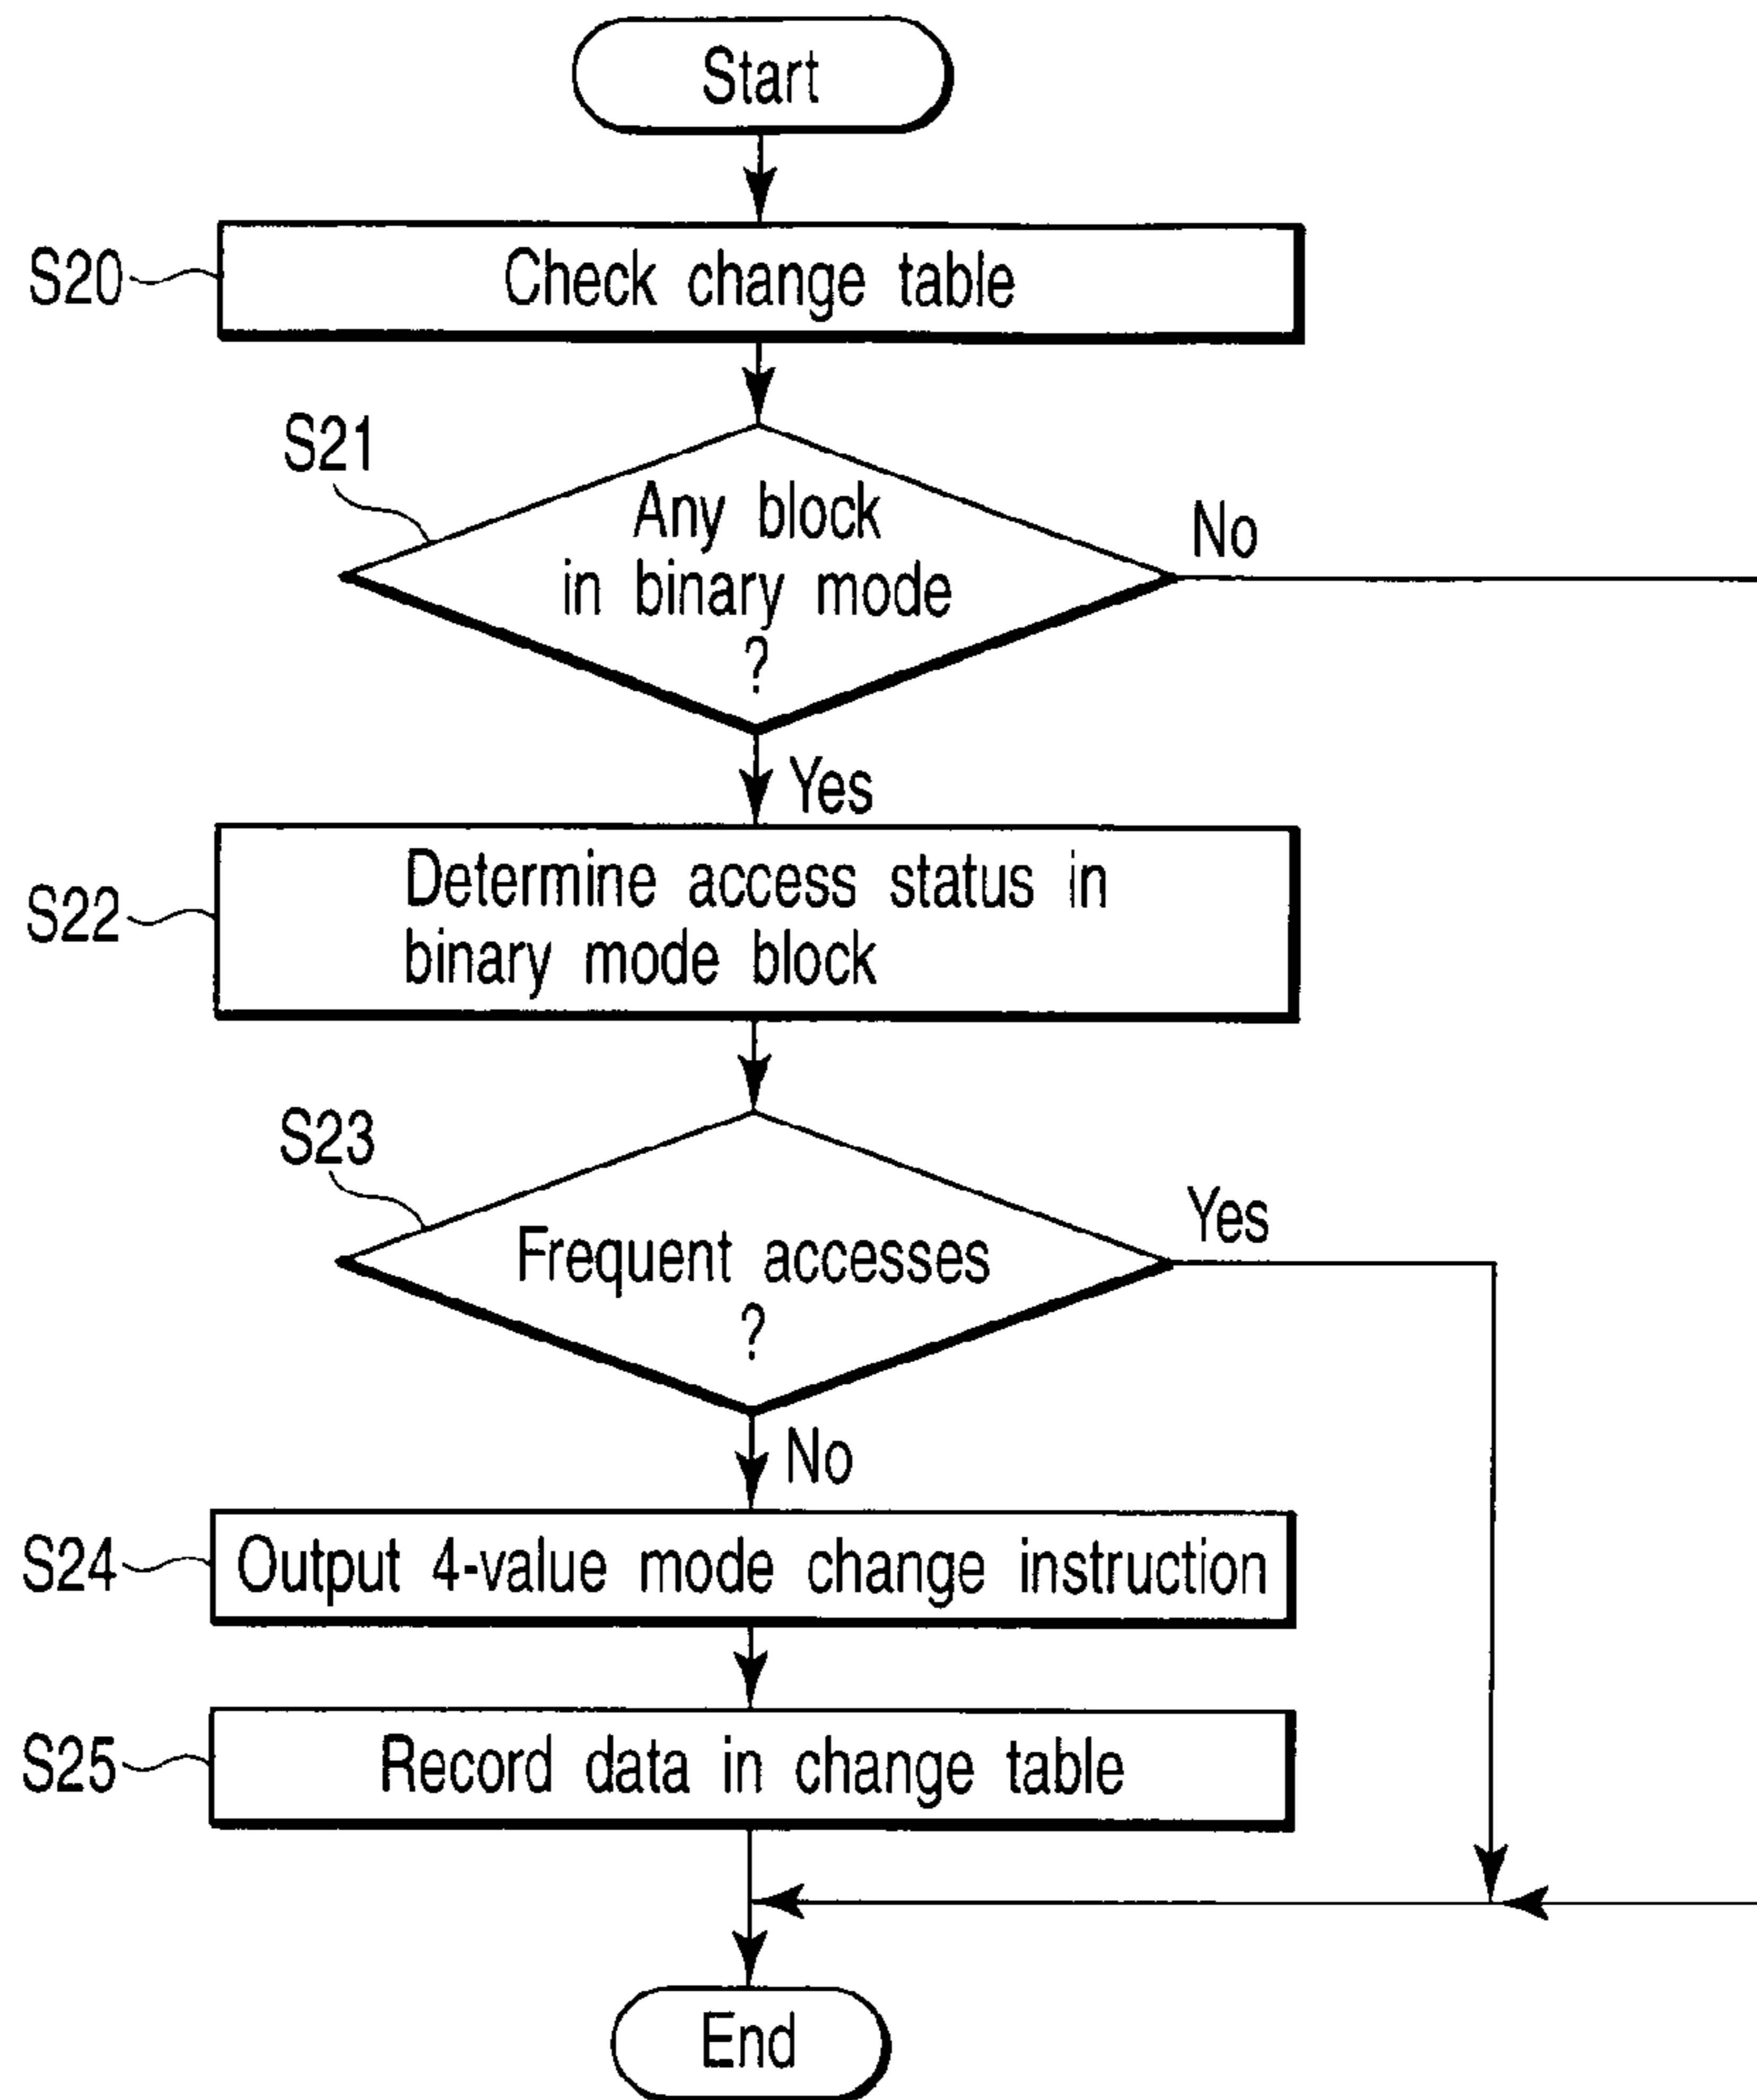 Start
S20
Check change table
S21
Any block
in binary mode
?
No
Yes
S22
Determine access status in
binary mode block
S23
Frequent accesses
?
Yes
No
S24
Output 4-value mode change instruction
S25
Record data in change table
End